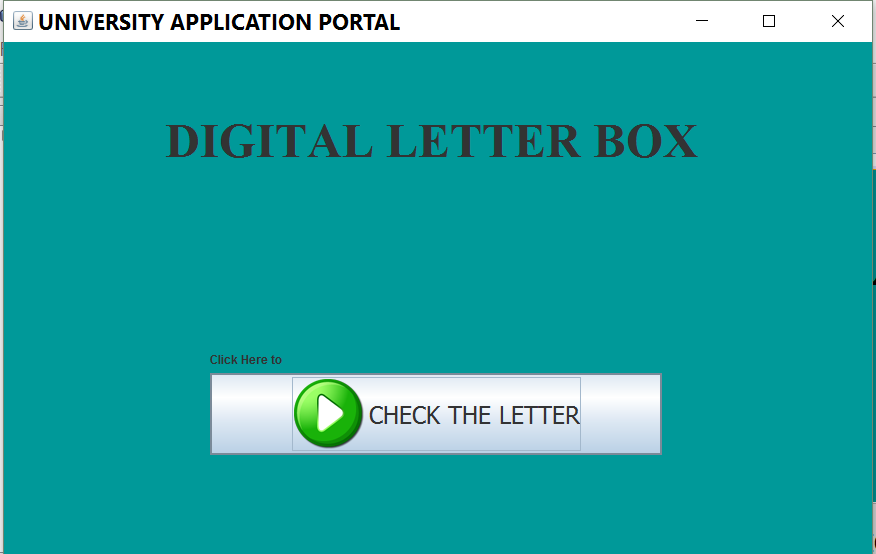 UNIVERSITY APPLICATION PORTAL
DIGITAL LETTER BOX
Click Here to
CHECK THE LETTER